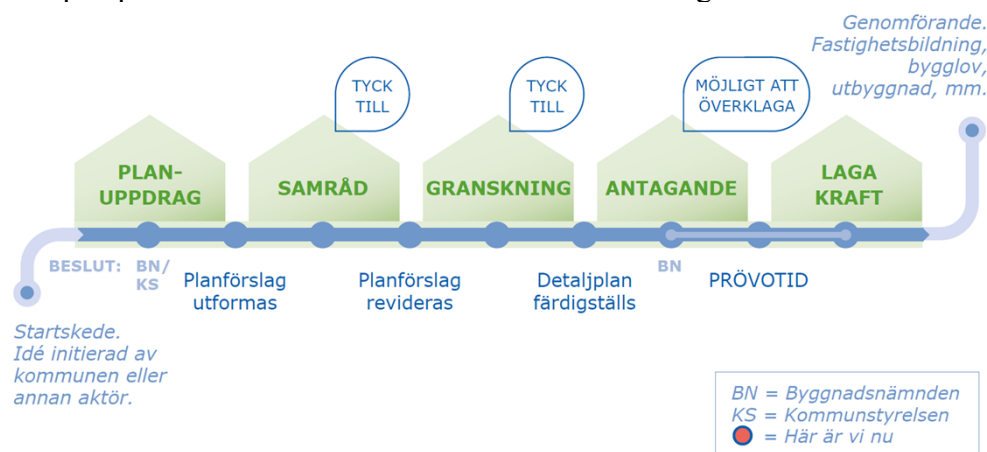 Genomförande.
Fastighetsbildning,
bygglov,
utbyggnad, mm.
TYCK
TILL
TYCK
TILL
MÖJLIGT ATT
ÖVERKLAGA
PLAN-
UPPDRAG
SAMRÅD
GRANSKNING
ANTAGANDE
LAGA
KRAFT
BESLUT:
BN/
KS
Planförslag
utformas
Planförslag
revideras
Detaljplan
färdigställs
BN
PRÖVOTID
Startskede.
Idé initierad av
kommunen eller
annan aktör.
BN = Byggnadsnämnden
KS = Kommunstyrelsen
= Här är vi nu